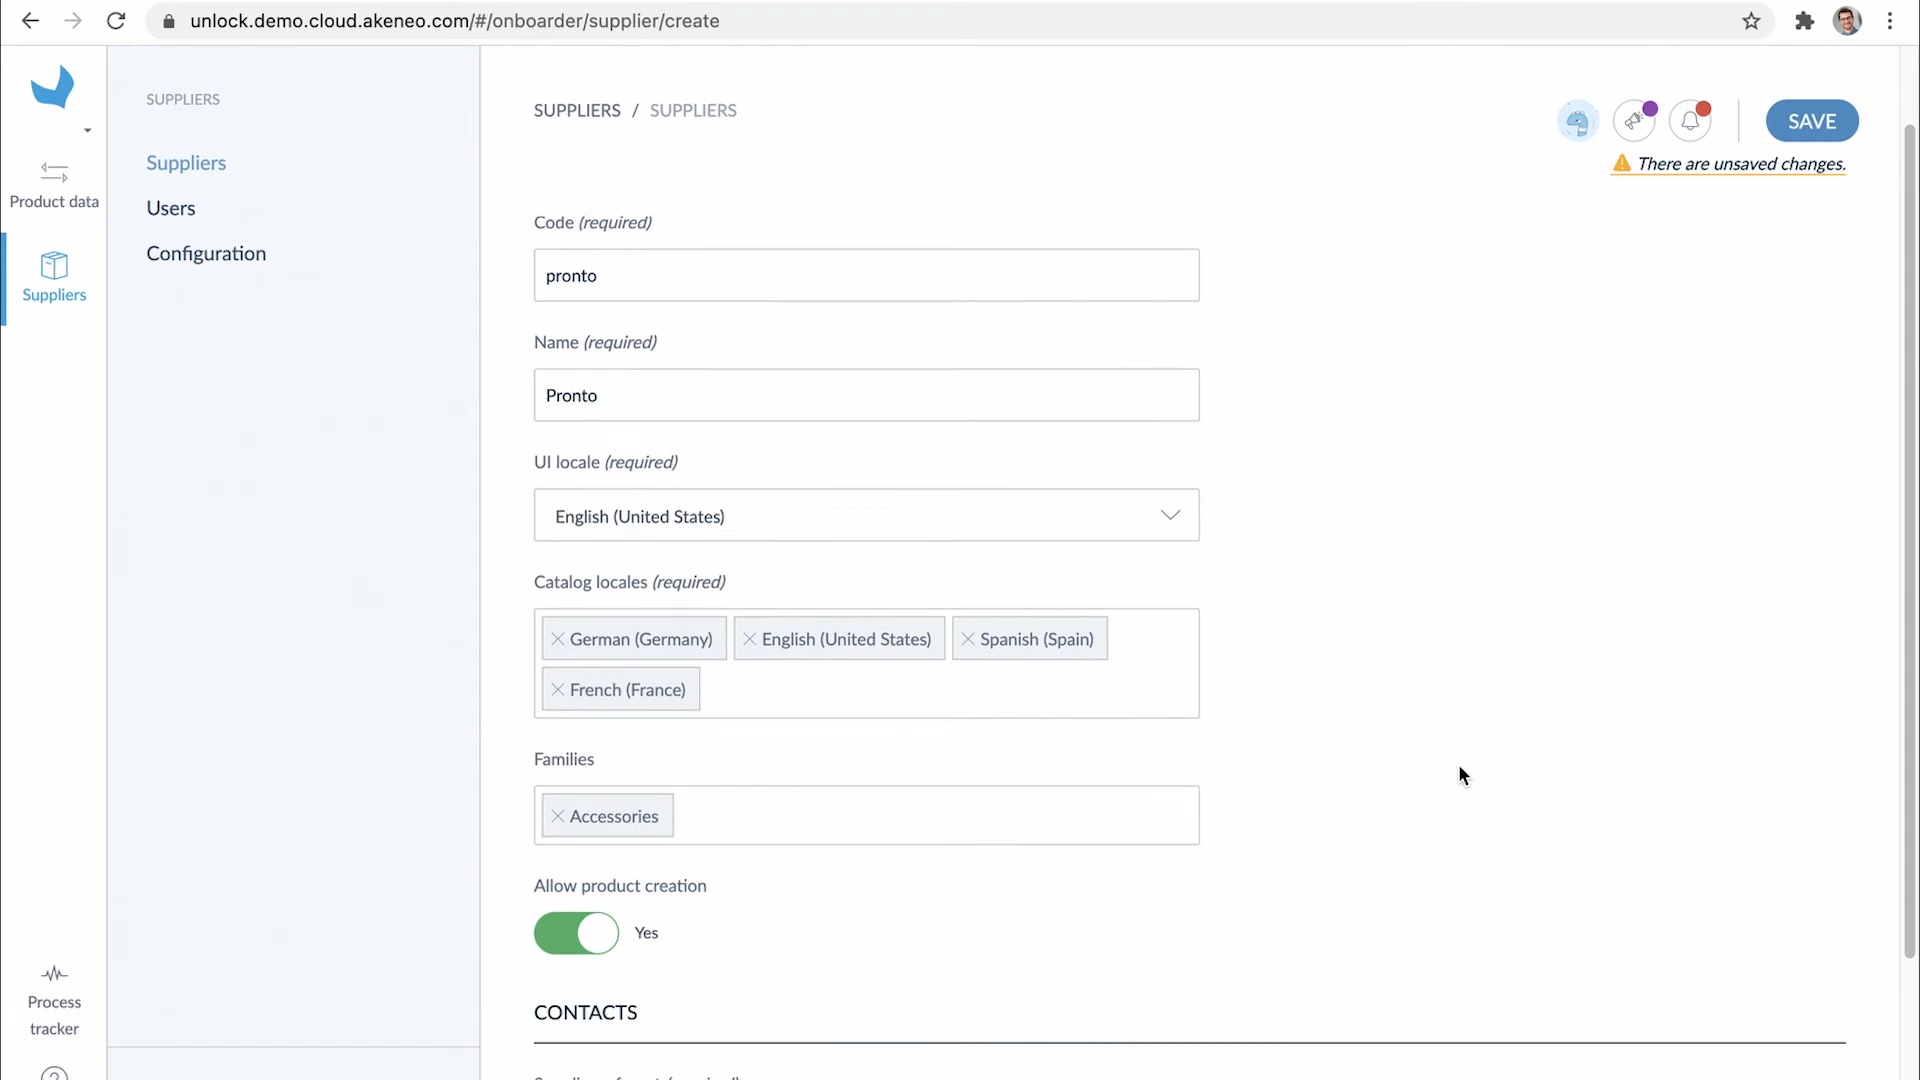 unlock.demo.cloud.akeneo.com/#/onboarder/supplier/create
Product data
Suppliers
Process
tracker
SUPPLIERS
Suppliers
Users
Configuration
SUPPLIERS / SUPPLIERS
SAVE
There are unsaved changes.
Code (required)
pronto
Name (required)
Pronto
UI locale (required)
English (United States)
Catalog locales (required)
German (Germany) English (United States) Spanish (Spain)
French (France)
Families
Accessories
Allow product creation
Yes
CONTACTS